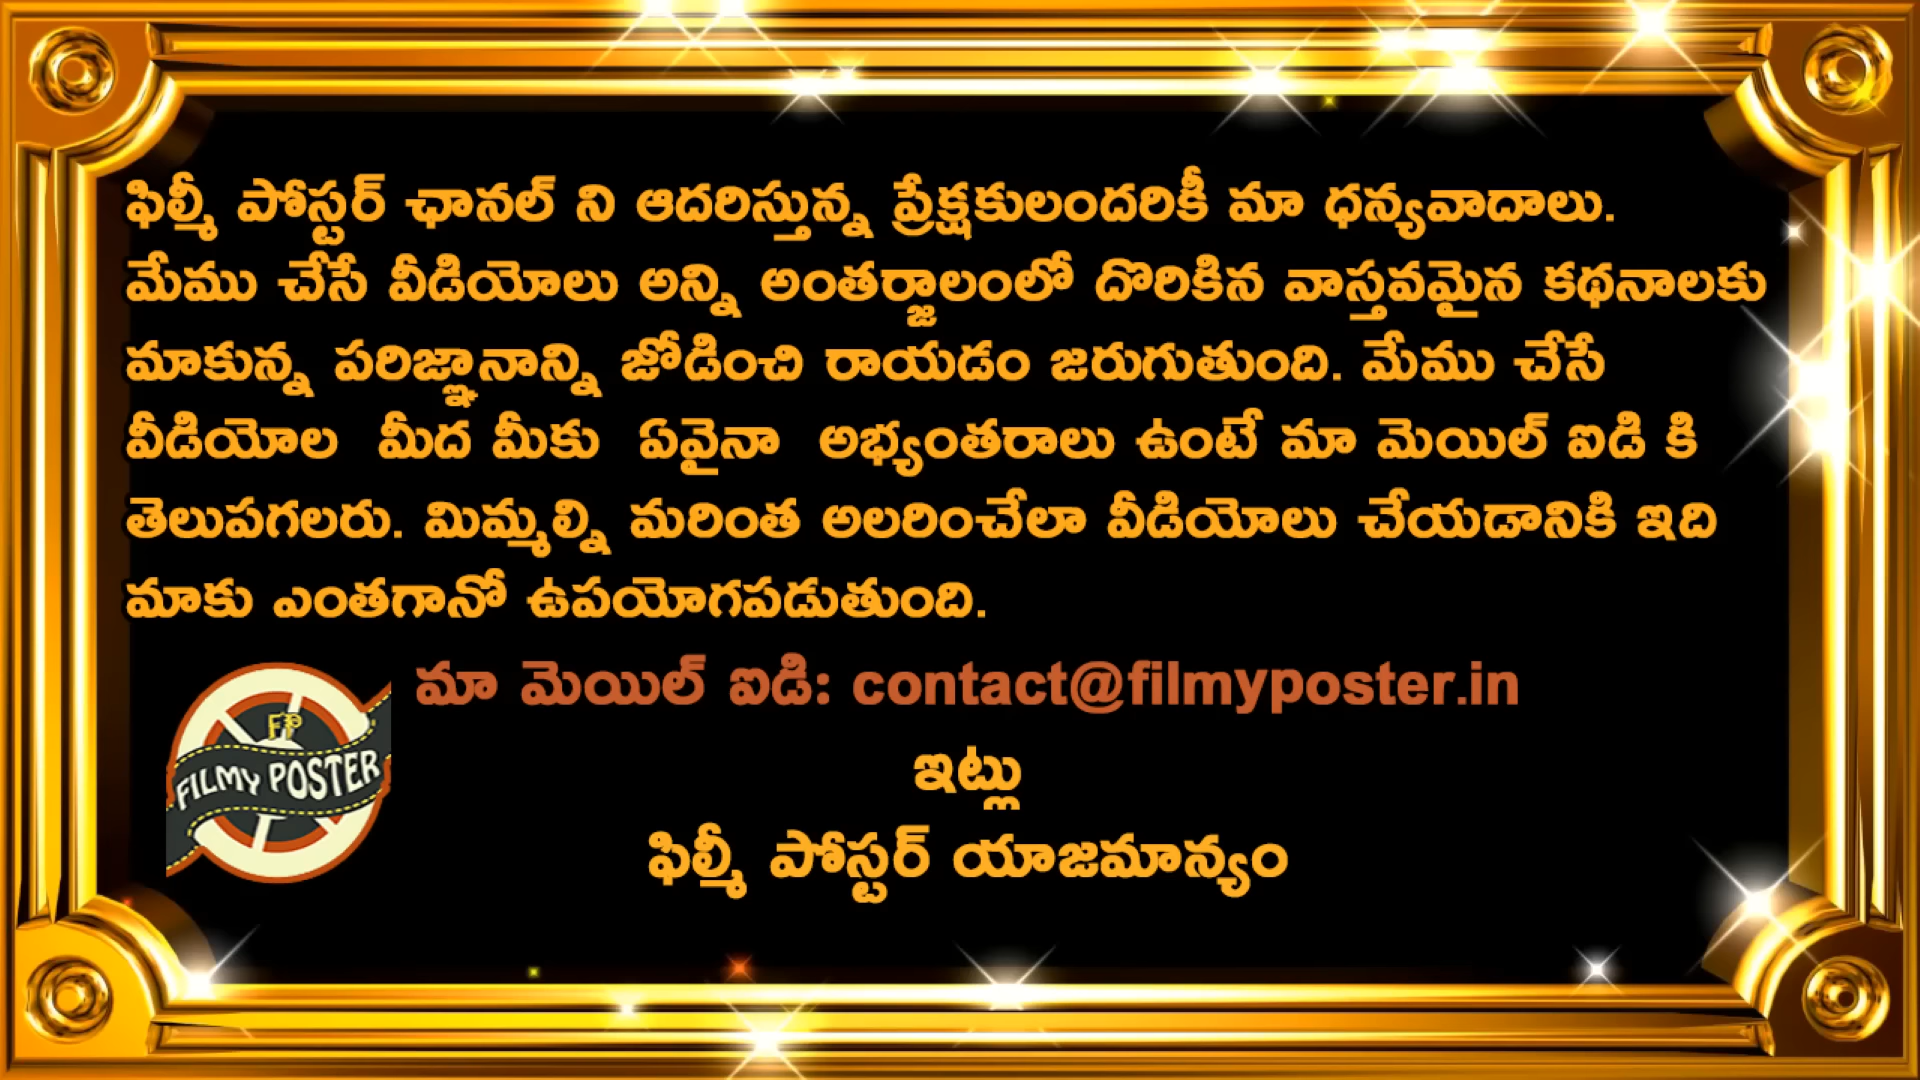 ఫిల్మీ పోస్టర్ ఛానల్ ని ఆదరిస్తున్న ప్రేక్షకులందరికీ మా ధన్యవాదాలు.
మేము చేసే వీడియోలు అన్ని అంతర్జాలంలో దొరికిన వాస్తవమైన కథనాలకు
మాకున్న పరిజ్ఞానాన్ని జోడించి రాయడం జరుగుతుంది. మేము చేసే
వీడియోల మీద మీకు ఏవైనా అభ్యంతరాలు ఉంటే మా మెయిల్ ఐడి కి
తెలుపగలరు. మిమ్మల్ని మరింత అలరించేలా వీడియోలు చేయడానికి ఇది
మాకు ఎంతగానో ఉపయోగపడుతుంది.
మా మెయిల్ ఐడి: contact@filmyposter.in
FP
FILMY POSTER
ఇట్లు
ఫిల్మీ పోస్టర్ యాజమాన్యం